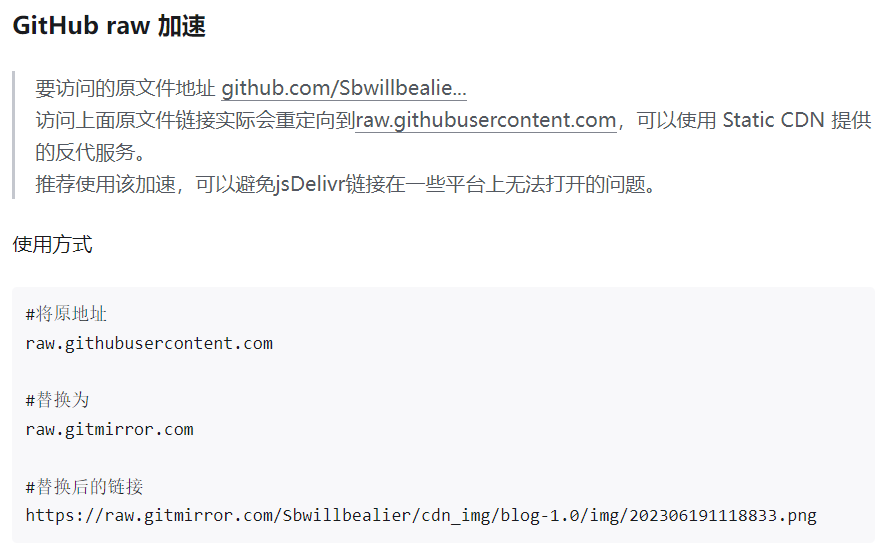 GitHub raw 加速
要访问的原文件地址 github.com/Sbwillbealie...
访问上面原文件链接实际会重定向到raw.githubusercontent.com，可以使用 Static CDN 提供
的反代服务。
推荐使用该加速，可以避免jsDelivr链接在一些平台上无法打开的问题。
使用方式
#将原地址
raw.githubusercontent.com
#替换为
raw.gitmirror.com
#替换后的链接
https://raw.gitmirror.com/Sbwillbealier/cdn_img/blog-1.0/img/202306191118833.png